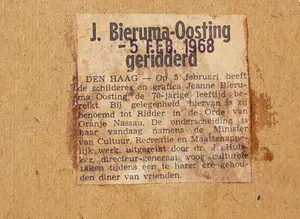 J. Bieruma-Oosting
- 5 FEB. 1968
geridderd
DEN HAAG — Op 5 februari heeft
de schilderes en grafica Jeanne Bieru-
ma Oosting de 70-jarige leeftijd be-
reikt. Bij gelegenheid hiervan is zij
benoemd tot Ridder in de Orde van
Oranje Nassau. De onderscheiding is
haar vandaag namens de Minister
van Cultuur, Recreatie en Maatschappe-
lijk werk, uitgereikt door dr. J. Huls-
ker, directeur-generaal voor culturele
zaken tijdens een te harer ere gehou-
den diner van vrienden.